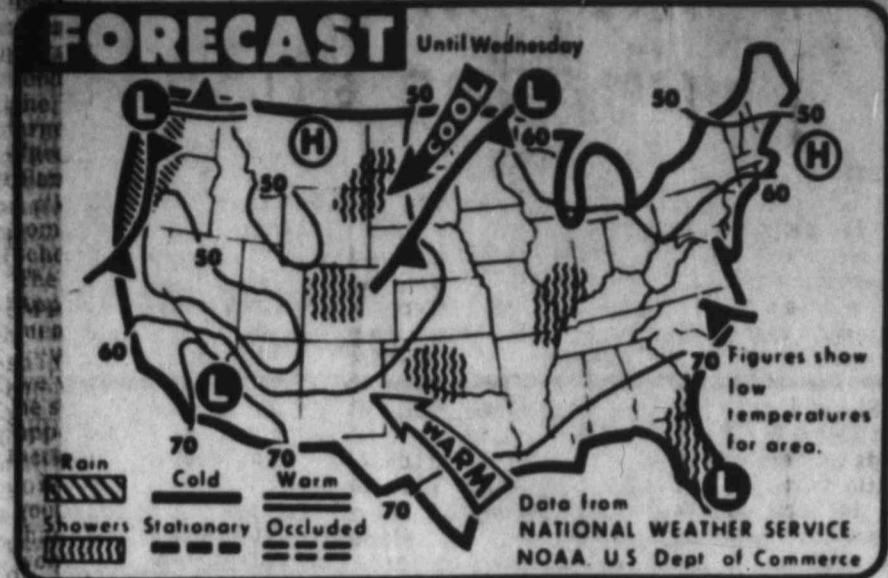 FORECAST
Until Wednesday
L
COOL
L
50
50
50
H
60
H
50
60
50
60
70
Figures show
low
temperatures
for area.
L
70
70
WARM
L
70
Rain
Cold
Warm
Showers
Stationary
Occluded
Data from
NATIONAL WEATHER SERVICE
NOAA U S Dept of Commerce